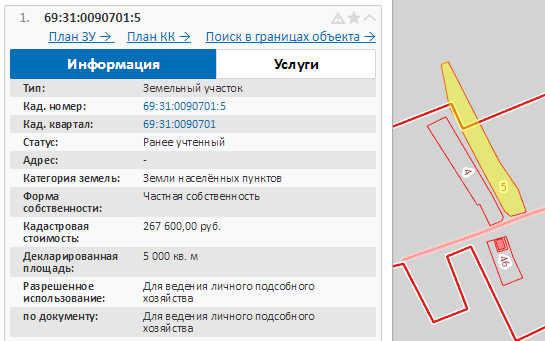 1. 69:31:0090701:5
План ЗУ → План КК → Поиск в границах объекта →
Информация Услуги
Тип: Земельный участок
Кад. номер: 69:31:0090701:5
Кад. квартал: 69:31:0090701
Статус: Ранее учтенный
Адрес: -
Категория земель: Земли населённых пунктов
Форма собственности: Частная собственность
Кадастровая стоимость: 267 600,00 руб.
Декларированная площадь: 5 000 кв. м
Разрешенное использование: Для ведения личного подсобного хозяйства
по документу: Для ведения личного подсобного хозяйства
5